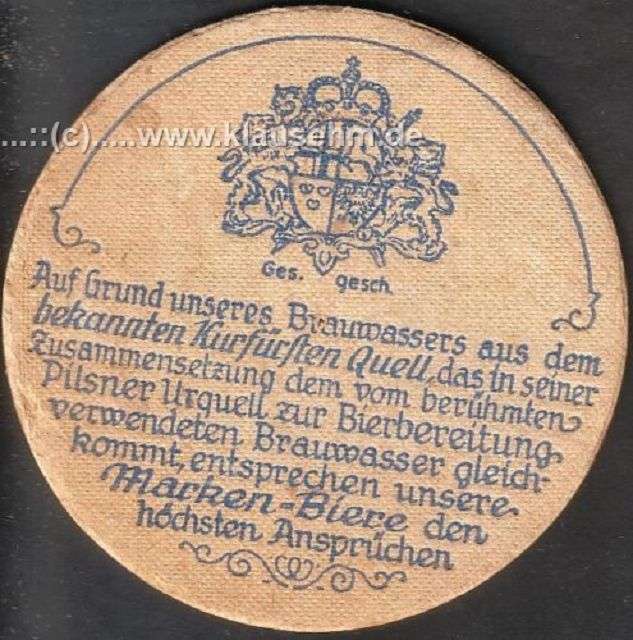 ...::(c).....www.klausehm.de
Ges. gesch.
Auf Grund unseres Brauwassers aus dem
bekannten Kurfürsten Quell, das in seiner
Zusammensetzung dem vom berühmten
Pilsner Urquell zur Bierbereitung
verwendeten Brauwasser gleich-
kommt, entsprechen unsere
Marken-Biere den
höchsten Ansprüchen